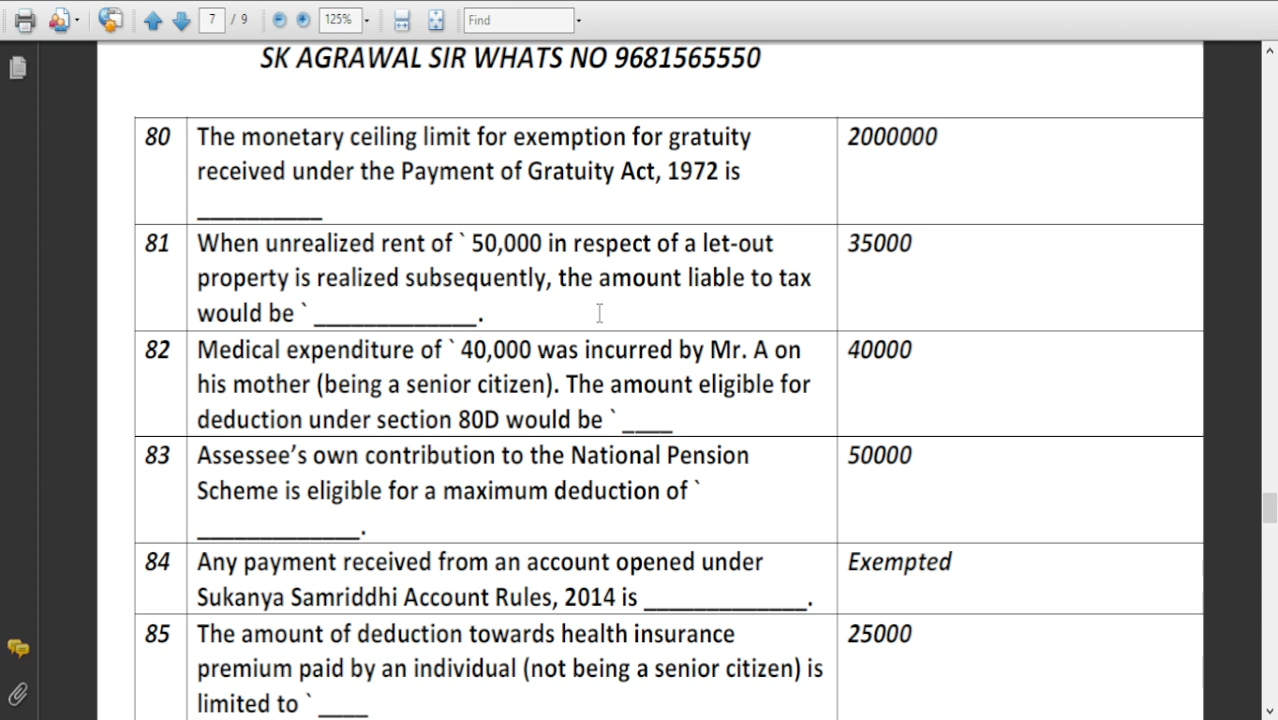 7 / 9 125% Find
SK AGRAWAL SIR WHATS NO 9681565550
80 The monetary ceiling limit for exemption for gratuity 2000000
received under the Payment of Gratuity Act, 1972 is
__________
81 When unrealized rent of ` 50,000 in respect of a let-out 35000
property is realized subsequently, the amount liable to tax
would be ` _____________.
82 Medical expenditure of ` 40,000 was incurred by Mr. A on 40000
his mother (being a senior citizen). The amount eligible for
deduction under section 80D would be ` ____
83 Assessee’s own contribution to the National Pension 50000
Scheme is eligible for a maximum deduction of `
_____________.
84 Any payment received from an account opened under Exempted
Sukanya Samriddhi Account Rules, 2014 is _____________.
85 The amount of deduction towards health insurance 25000
premium paid by an individual (not being a senior citizen) is
limited to ` ____